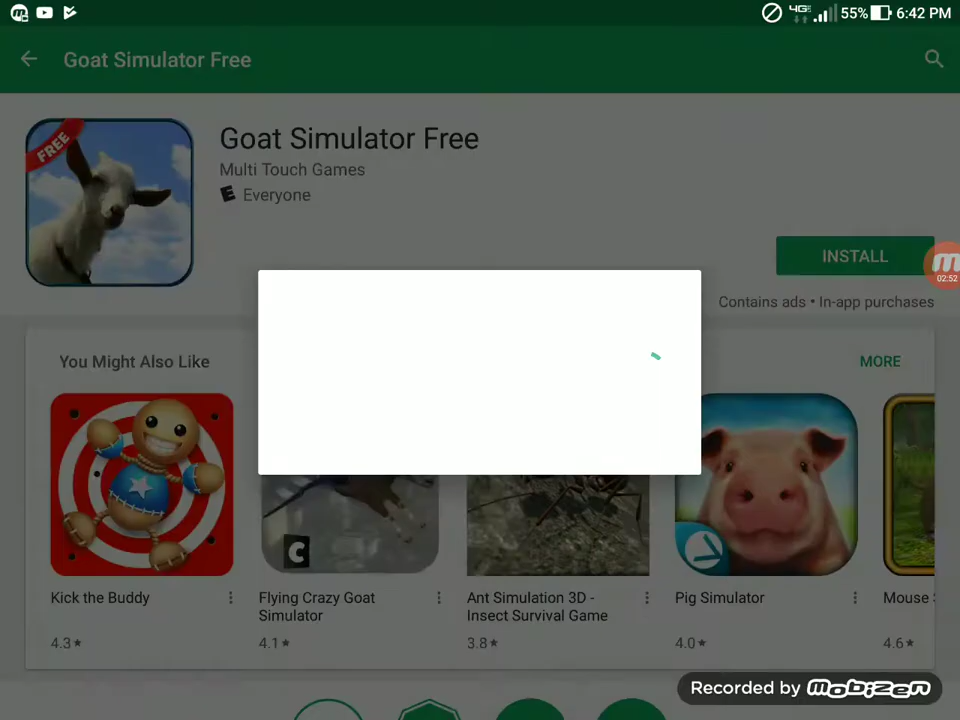 4G
55%
6:42 PM
Goat Simulator Free
FREE
Goat Simulator Free
Multi Touch Games
E Everyone
INSTALL
02:52
Contains ads • In-app purchases
You Might Also Like
MORE
C
Kick the Buddy
Flying Crazy Goat
Simulator
Ant Simulation 3D -
Insect Survival Game
Pig Simulator
Mouse
4.3★
4.1★
3.8★
4.0★
4.6★
Recorded by Mobizen